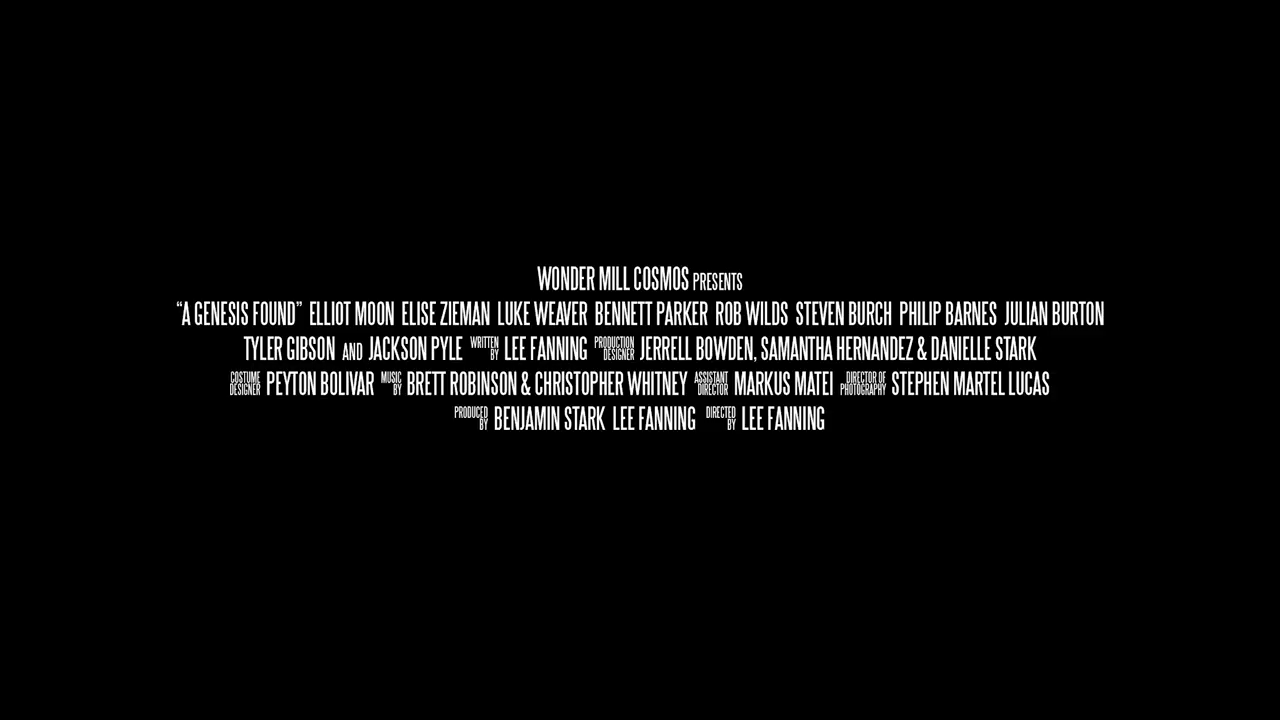 WONDER MILL COSMOS PRESENTS
“A GENESIS FOUND” ELLIOT MOON ELISE ZIEMAN LUKE WEAVER BENNETT PARKER ROB WILDS STEVEN BURCH PHILIP BARNES JULIAN BURTON
TYLER GIBSON AND JACKSON PYLE WRITTEN BY LEE FANNING PRODUCTION DESIGNER JERRELL BOWDEN, SAMANTHA HERNANDEZ & DANIELLE STARK
COSTUME DESIGNER PEYTON BOLIVAR MUSIC BY BRETT ROBINSON & CHRISTOPHER WHITNEY ASSISTANT DIRECTOR MARKUS MATEI DIRECTOR OF PHOTOGRAPHY STEPHEN MARTEL LUCAS
PRODUCED BY BENJAMIN STARK LEE FANNING DIRECTED BY LEE FANNING